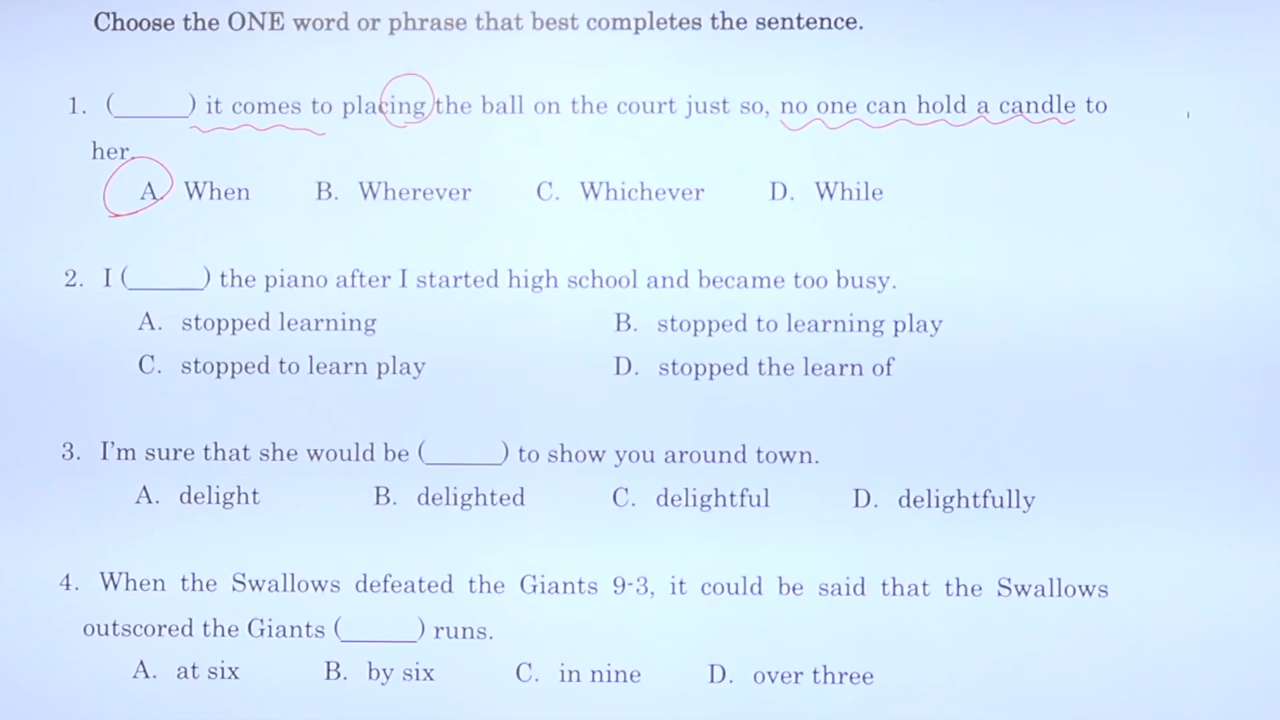 Choose the ONE word or phrase that best completes the sentence.
1. (_____) it comes to placing the ball on the court just so, no one can hold a candle to
her.
A. When B. Wherever C. Whichever D. While
2. I (_____) the piano after I started high school and became too busy.
A. stopped learning B. stopped to learning play
C. stopped to learn play D. stopped the learn of
3. I'm sure that she would be (_____) to show you around town.
A. delight B. delighted C. delightful D. delightfully
4. When the Swallows defeated the Giants 9-3, it could be said that the Swallows
outscored the Giants (_____) runs.
A. at six B. by six C. in nine D. over three